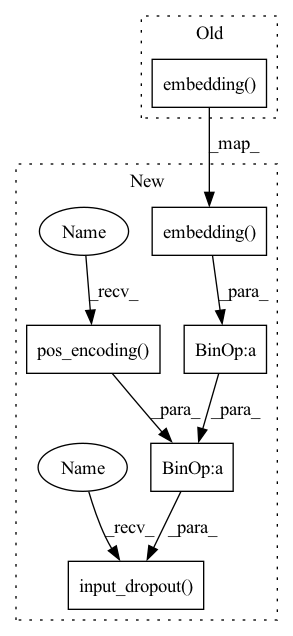 Old
embedding()
_map_
New
Name
embedding()
_recv_
_para_
pos_encoding()
BinOp:a
_para_
_para_
Name
BinOp:a
_recv_
_para_
input_dropout()